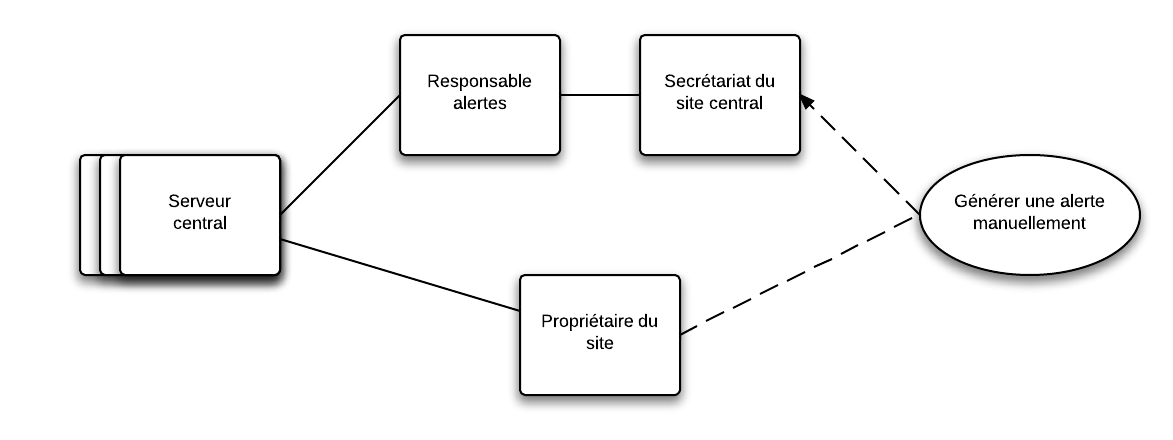 Responsable
alertes
Secrétariat du
site central
Serveur
central
Générer une alerte
manuellement
Propriétaire du
site